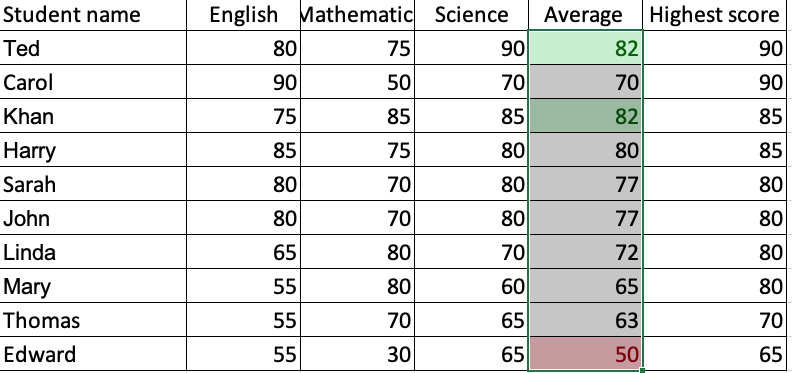 Student name English Mathematic Science Average Highest score
Ted 80 75 90 82 90
Carol 90 50 70 70 90
Khan 75 85 85 82 85
Harry 85 75 80 80 85
Sarah 80 70 80 77 80
John 80 70 80 77 80
Linda 65 80 70 72 80
Mary 55 80 60 65 80
Thomas 55 70 65 63 70
Edward 55 30 65 50 65